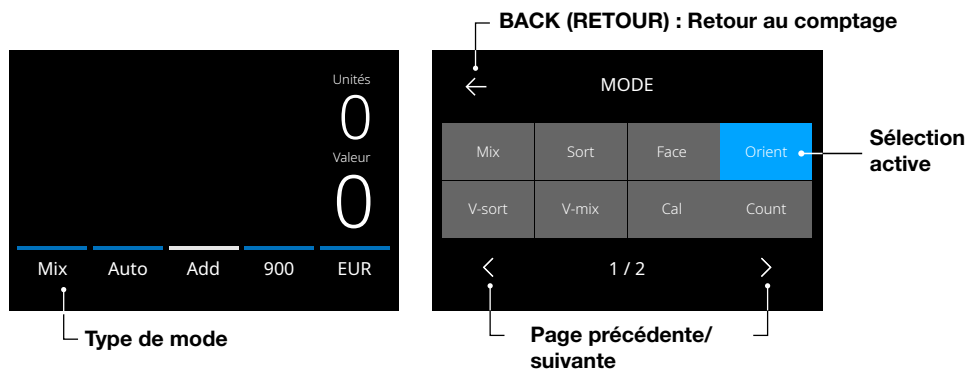 BACK (RETOUR) : Retour au comptage
Unités
0
Valeur
0
Mix Auto Add 900 EUR
Type de mode
MODE
Mix Sort Face Orient
V-sort V-mix Cal Count
1 / 2
Sélection
active
Page précédente/
suivante